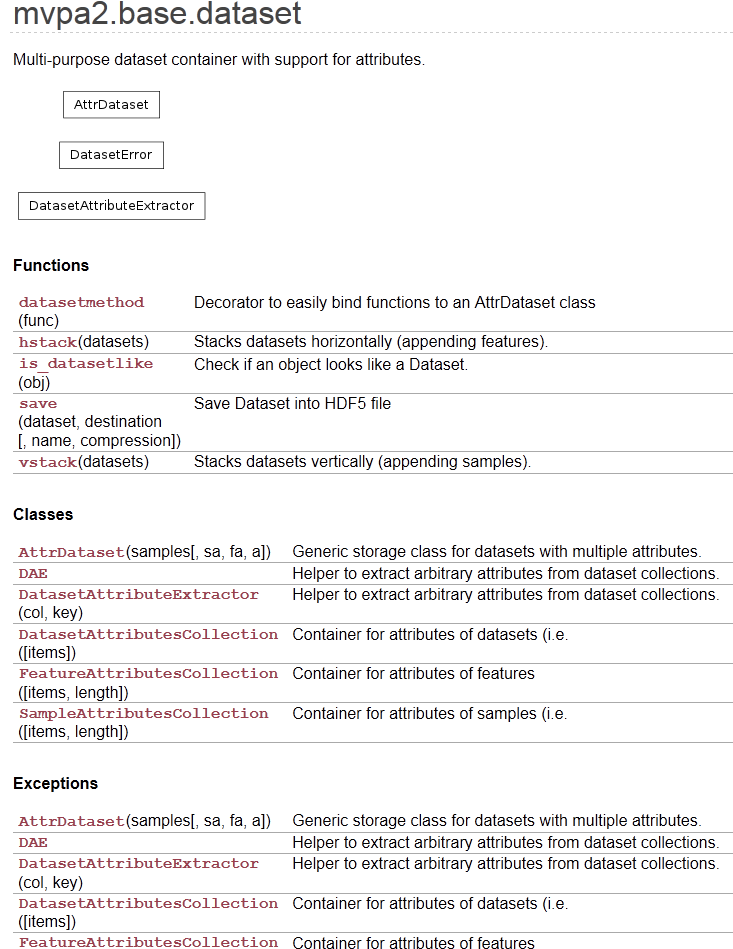 mvpa2.base.dataset
Multi-purpose dataset container with support for attributes.
AttrDataset
DatasetError
DatasetAttributeExtractor
Functions
datasetmethod Decorator to easily bind functions to an AttrDataset class
(func)
hstack(datasets) Stacks datasets horizontally (appending features).
is_datasetlike Check if an object looks like a Dataset.
(obj)
save Save Dataset into HDF5 file
(dataset, destination
[, name, compression])
vstack(datasets) Stacks datasets vertically (appending samples).
Classes
AttrDataset(samples[, sa, fa, a]) Generic storage class for datasets with multiple attributes.
DAE Helper to extract arbitrary attributes from dataset collections.
DatasetAttributeExtractor Helper to extract arbitrary attributes from dataset collections.
(col, key)
DatasetAttributesCollection Container for attributes of datasets (i.e.
([items])
FeatureAttributesCollection Container for attributes of features
([items, length])
SampleAttributesCollection Container for attributes of samples (i.e.
([items, length])
Exceptions
AttrDataset(samples[, sa, fa, a]) Generic storage class for datasets with multiple attributes.
DAE Helper to extract arbitrary attributes from dataset collections.
DatasetAttributeExtractor Helper to extract arbitrary attributes from dataset collections.
(col, key)
DatasetAttributesCollection Container for attributes of datasets (i.e.
([items])
FeatureAttributesCollection Container for attributes of features